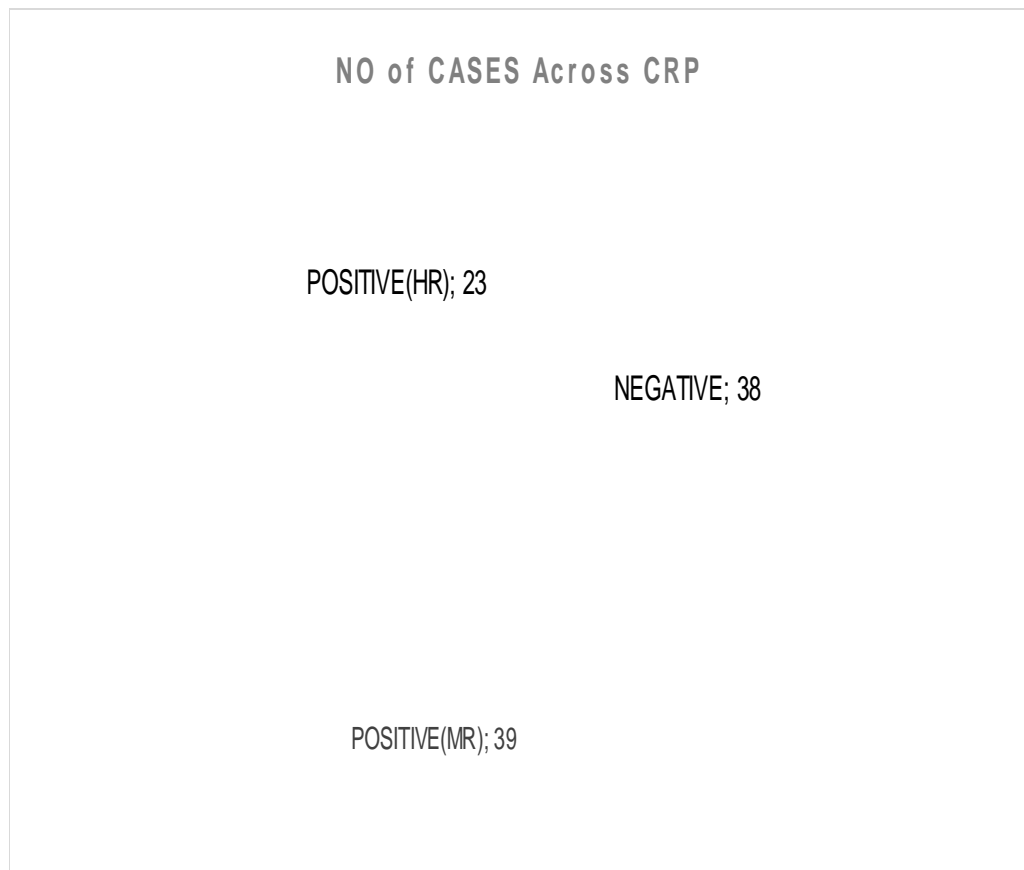 NO of CASES Across CRP
POSITIVE(HR); 23
NEGATIVE; 38
POSITIVE(MR); 39